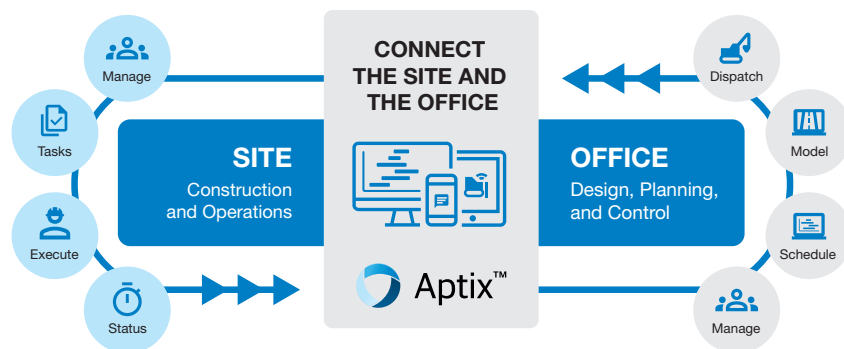 Manage
Tasks
Execute
Status
SITE
Construction
and Operations
CONNECT
THE SITE AND
THE OFFICE
Aptix™
OFFICE
Design, Planning,
and Control
Dispatch
Model
Schedule
Manage